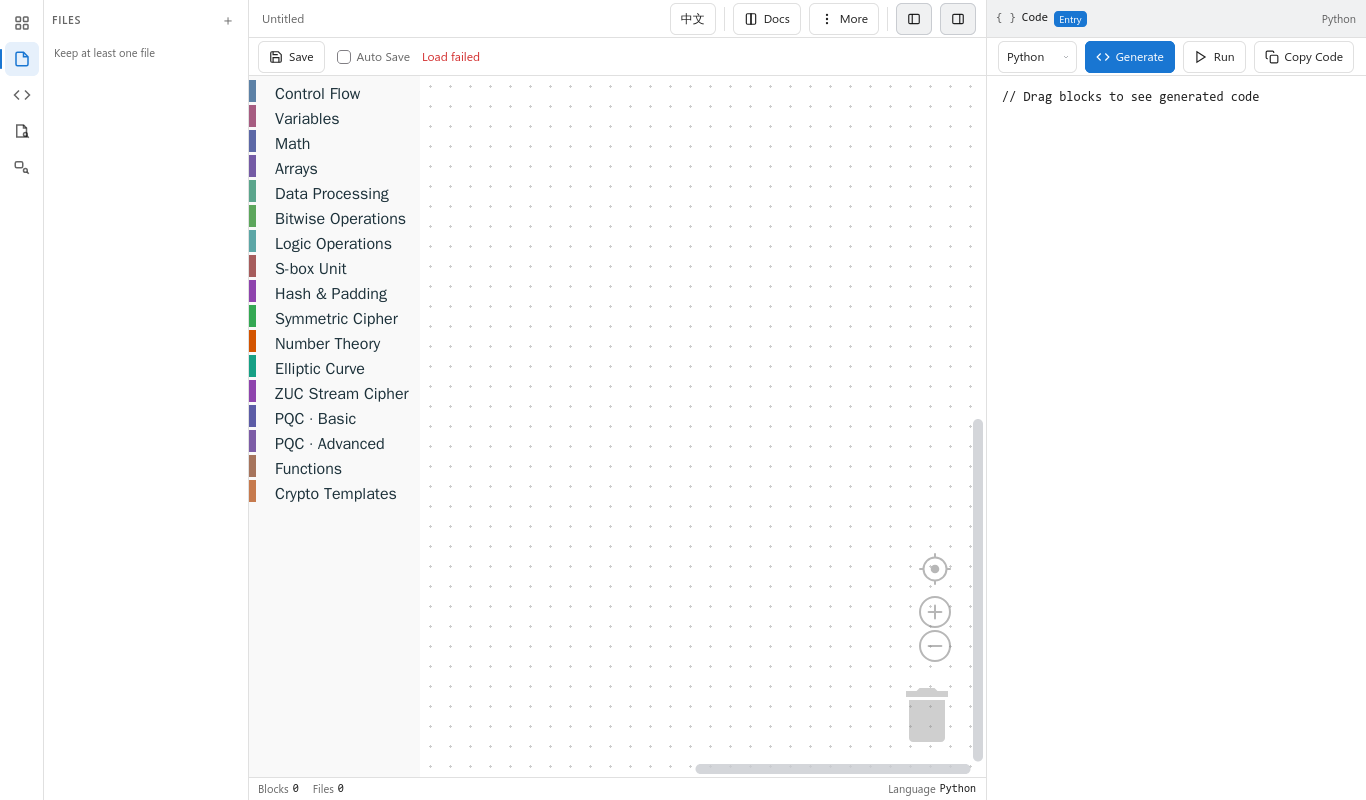 FILES
Keep at least one file
Untitled
中文
Docs
More
Save
Auto Save
Load failed
Control Flow
Variables
Math
Arrays
Data Processing
Bitwise Operations
Logic Operations
S-box Unit
Hash & Padding
Symmetric Cipher
Number Theory
Elliptic Curve
ZUC Stream Cipher
PQC · Basic
PQC · Advanced
Functions
Crypto Templates
Blocks 0 Files 0
Language Python
{ } Code Entry
Python
Python
Generate
Run
Copy Code
// Drag blocks to see generated code